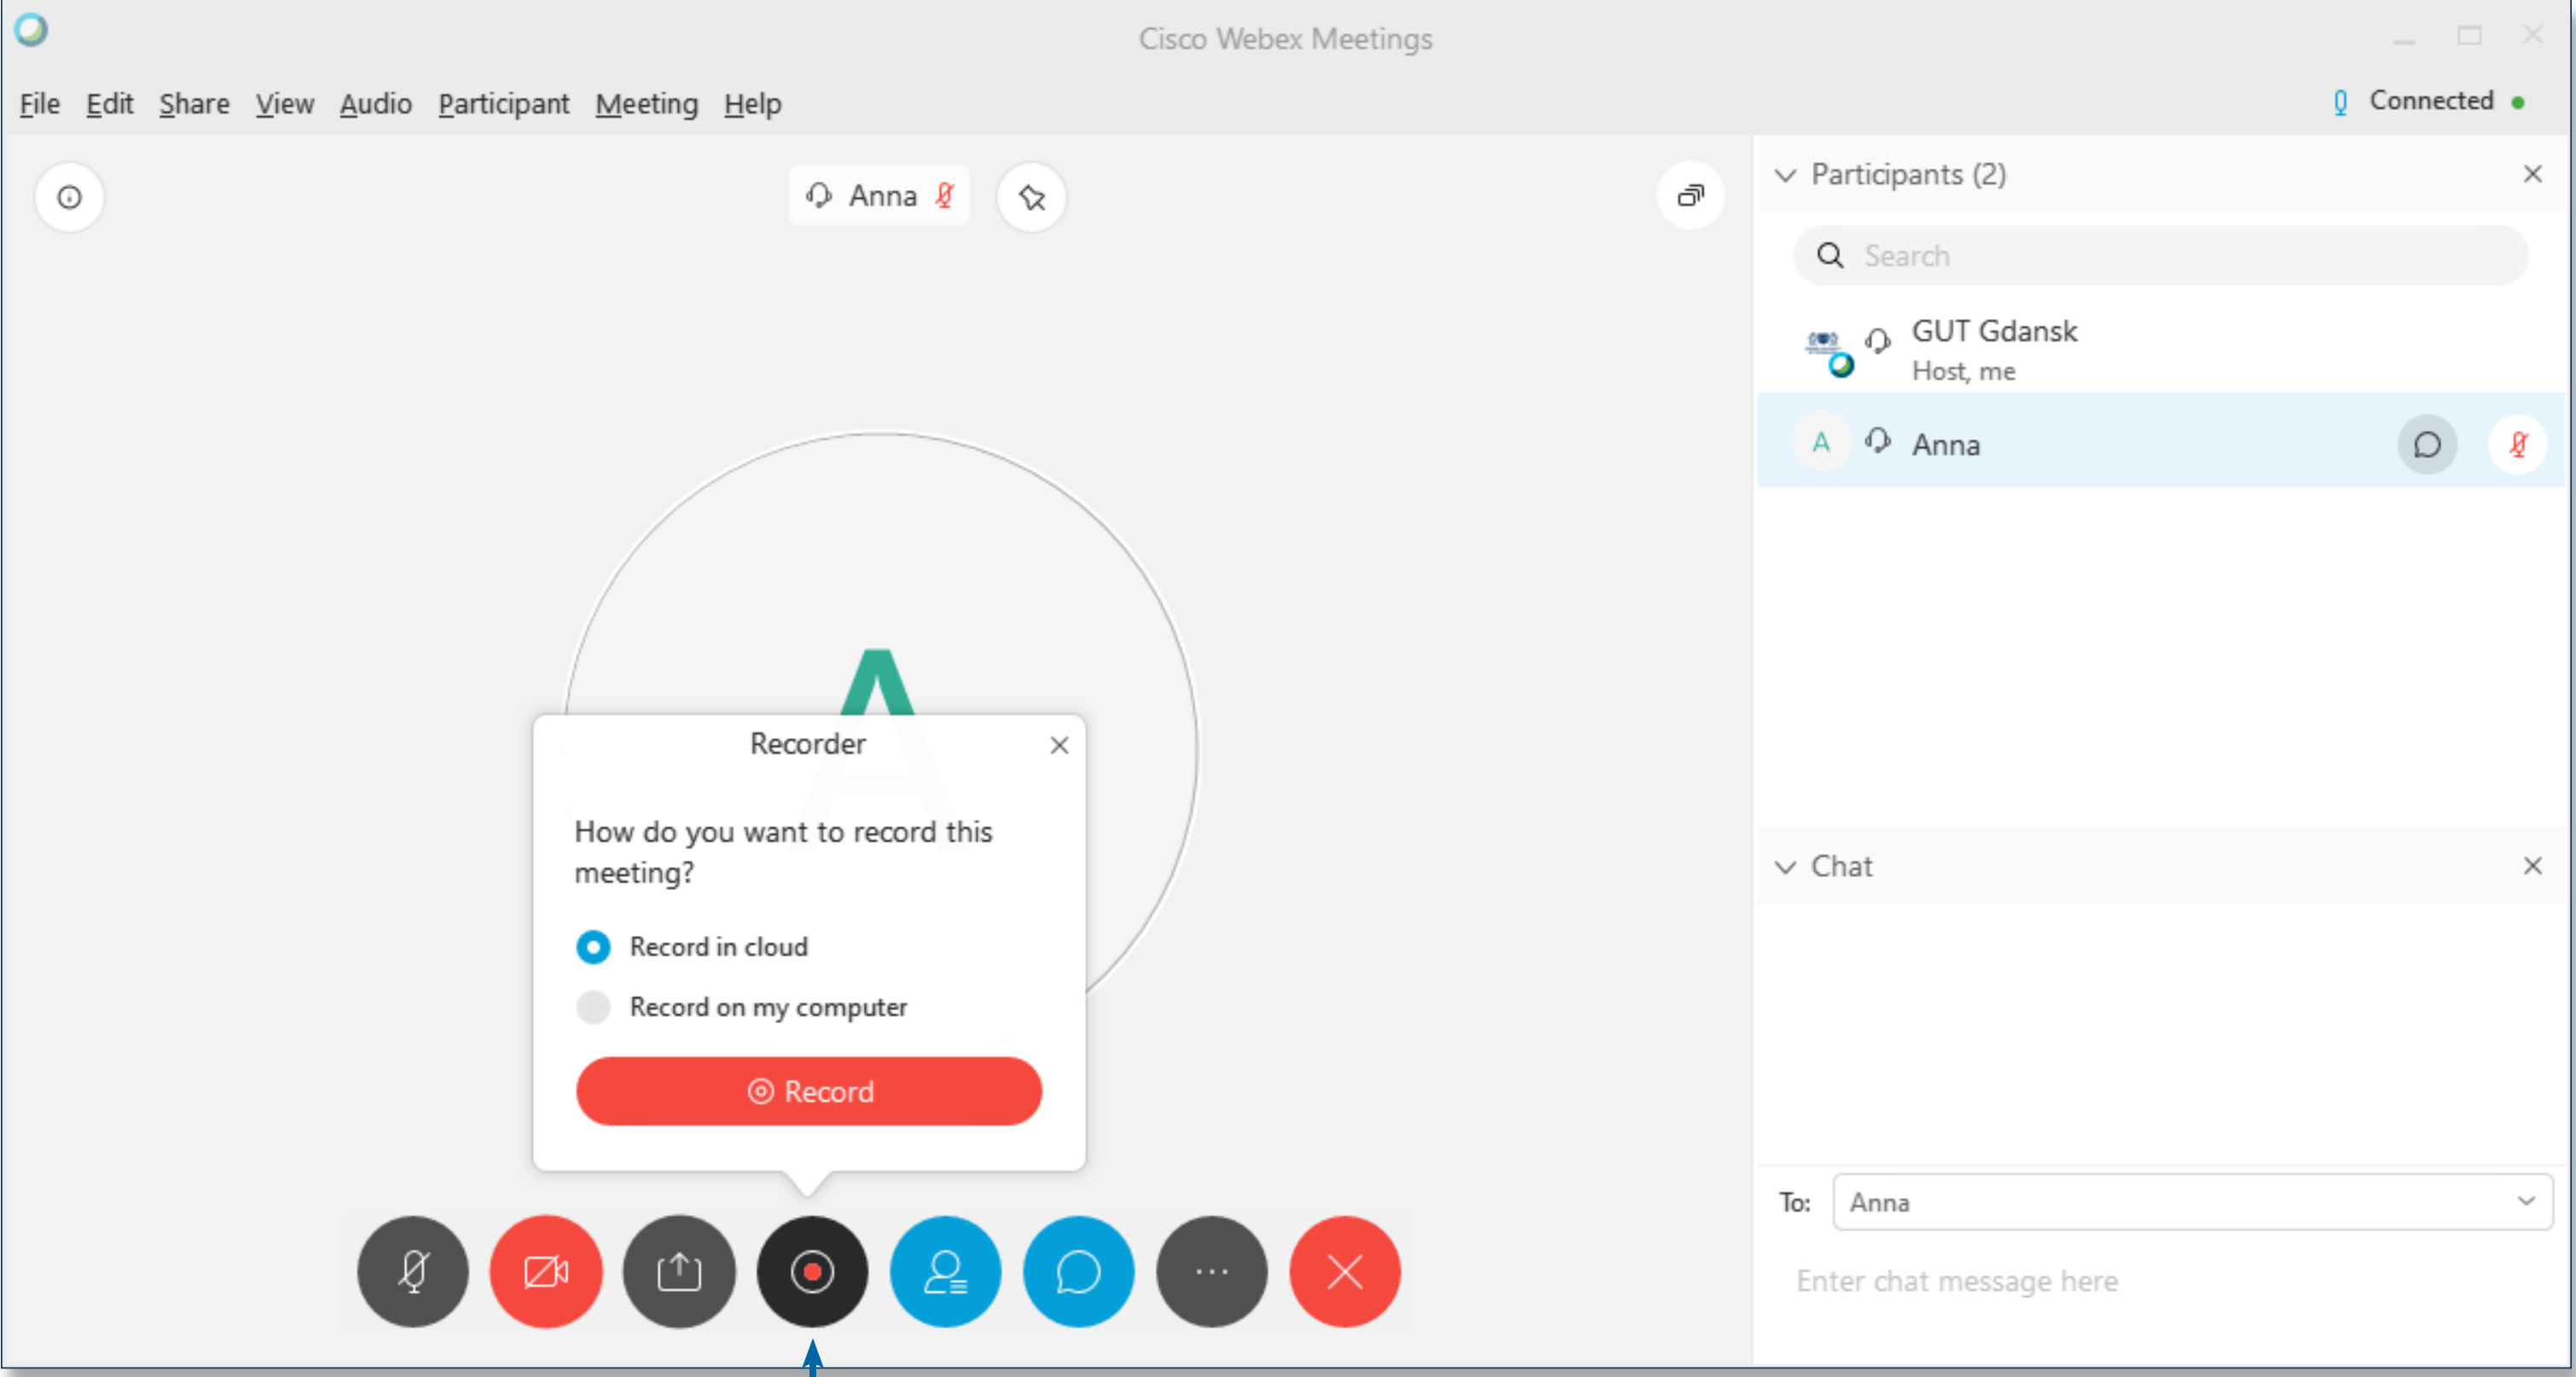 Cisco Webex Meetings
File Edit Share View Audio Participant Meeting Help
Connected
Anna
Participants (2)
Search
GUT Gdansk
Host, me
A Anna
A
Recorder
How do you want to record this
meeting?
Record in cloud
Record on my computer
Record
Chat
To: Anna
Enter chat message here